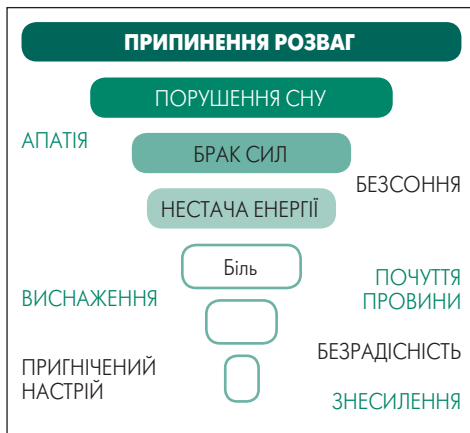 ПРИПИНЕННЯ РОЗВАГ
ПОРУШЕННЯ СНУ
АПАТІЯ
БРАК СИЛ
БЕЗСОННЯ
НЕСТАЧА ЕНЕРГІЇ
Біль
ПОЧУТТЯ
ПРОВИНИ
ВИСНАЖЕННЯ
БЕЗРАДІСНІСТЬ
ПРИГНІЧЕНИЙ
НАСТРІЙ
ЗНЕСИЛЕННЯ